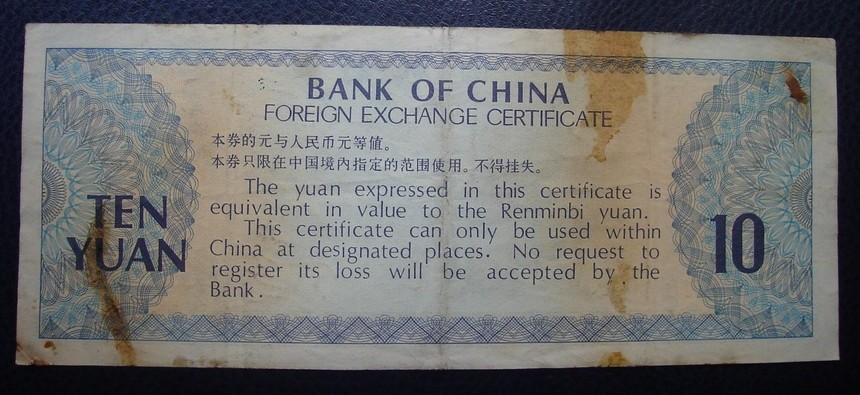 BANK OF CHINA
FOREIGN EXCHANGE CERTIFICATE
本券的元与人民币元等值。
本券只限在中国境内指定的范围使用。不得挂失。
The yuan expressed in this certificate is
equivalent in value to the Renminbi yuan.
This certificate can only be used within
China at designated places. No request to
register its loss will be accepted by the
Bank.
TEN
YUAN
10